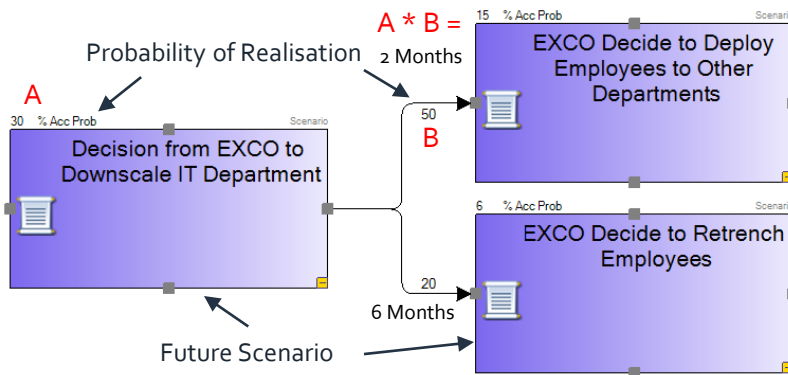 A * B =
15 % Acc Prob
Scenari
Probability of Realisation
2 Months
EXCO Decide to Deploy
Employees to Other
Departments
A
30 % Acc Prob
Scenario
50
B
Decision from EXCO to
Downscale IT Department
6 % Acc Prob
Scenari
EXCO Decide to Retrench
Employees
20
6 Months
Future Scenario